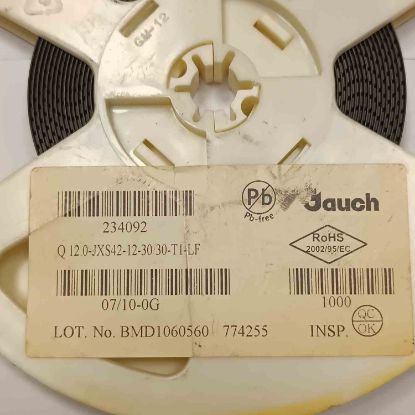 GW-12
234092
Pb
Pb-free
Jauch
Q 12.0-JXS42-12-30/30-T1-LF
RoHS
2002/95/EC
07/10-0G
1000
LOT. No. BMD1060560 774255 INSP.
QC
OK